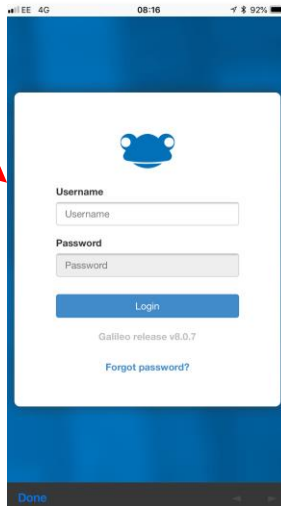 EE 4G 08:16 92%
Username
Username
Password
Password
Login
Galileo release v8.0.7
Forgot password?
Done